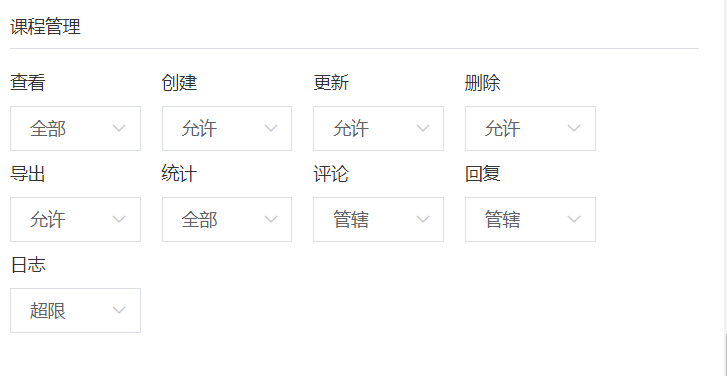 课程管理
查看 创建 更新 删除
全部 允许 允许 允许
导出 统计 评论 回复
允许 全部 管辖 管辖
日志
超限